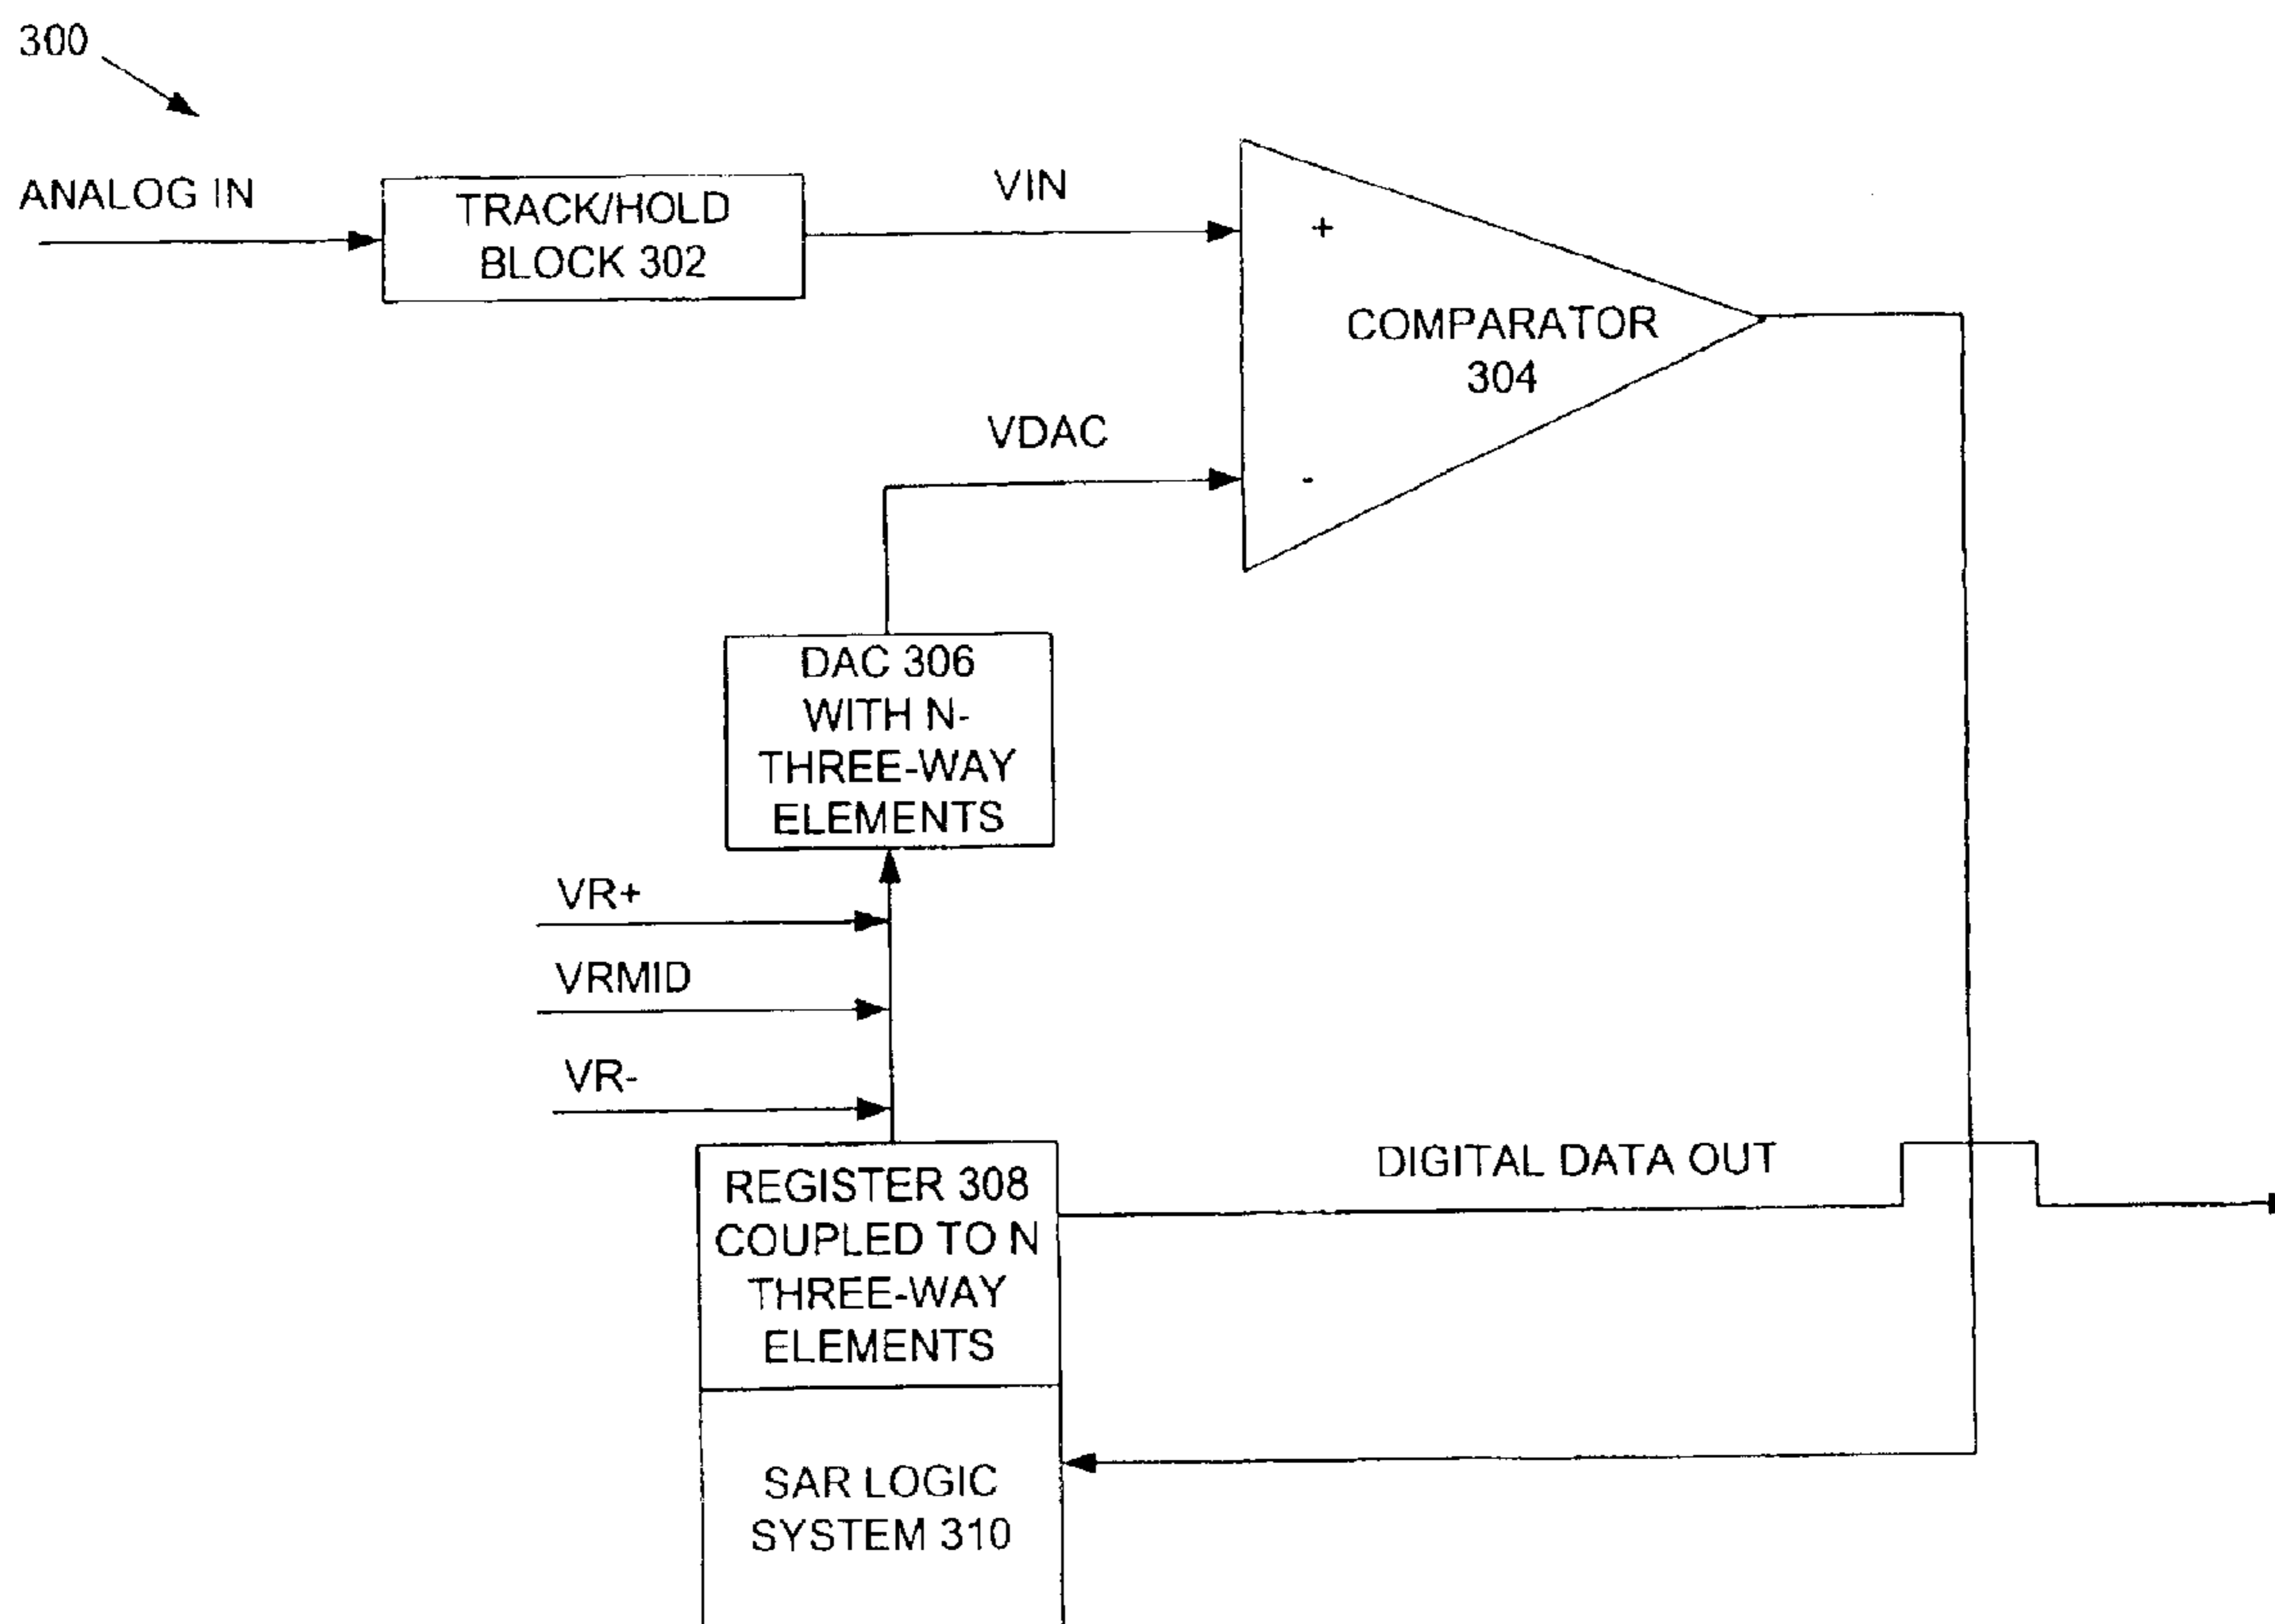 300
ANALOG IN
TRACK/HOLD
BLOCK 302
VIN
+
COMPARATOR
304
VDAC
-
DAC 306
WITH N-
THREE-WAY
ELEMENTS
VR+
VRMID
VR-
REGISTER 308
COUPLED TO N
THREE-WAY
ELEMENTS
DIGITAL DATA OUT
SAR LOGIC
SYSTEM 310